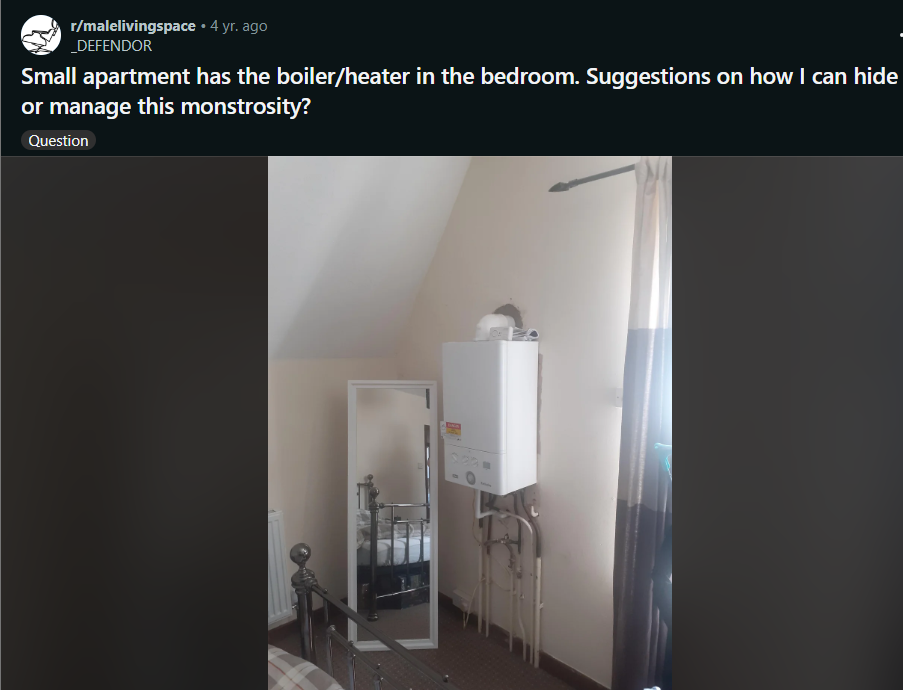 r/malelivingspace • 4 yr. ago
_DEFENDOR
Small apartment has the boiler/heater in the bedroom. Suggestions on how I can hide
or manage this monstrosity?
Question